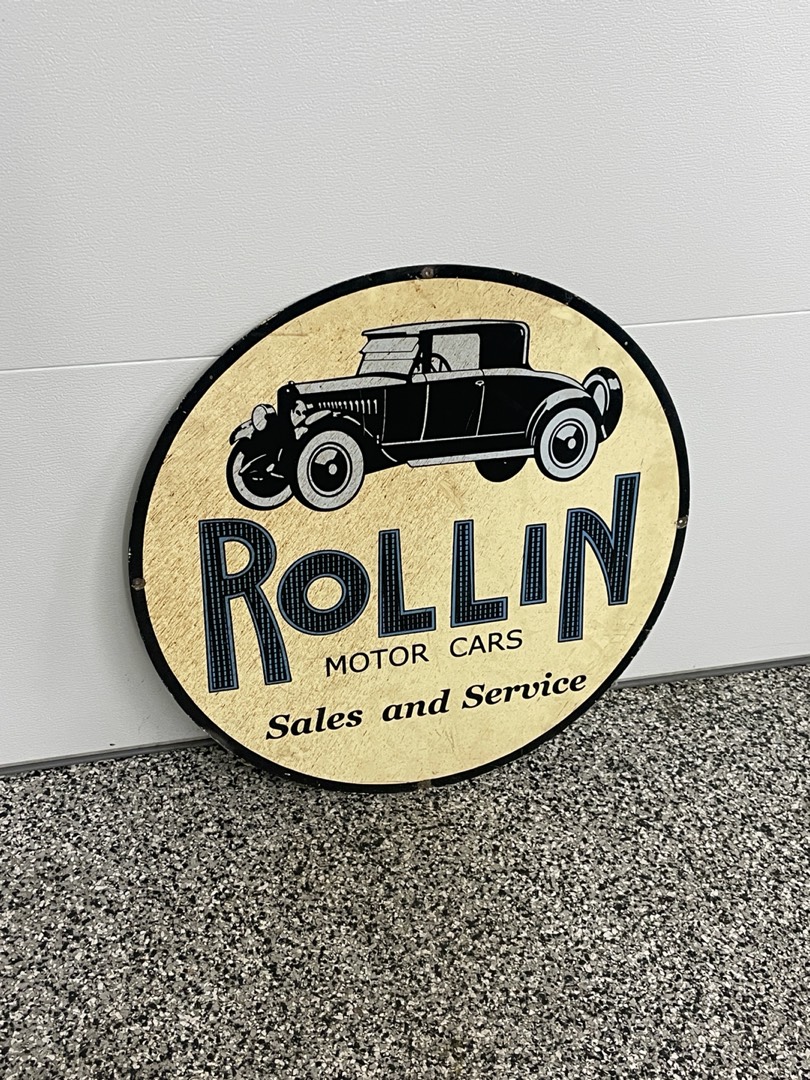 ROLLIN
MOTOR CARS
Sales and Service